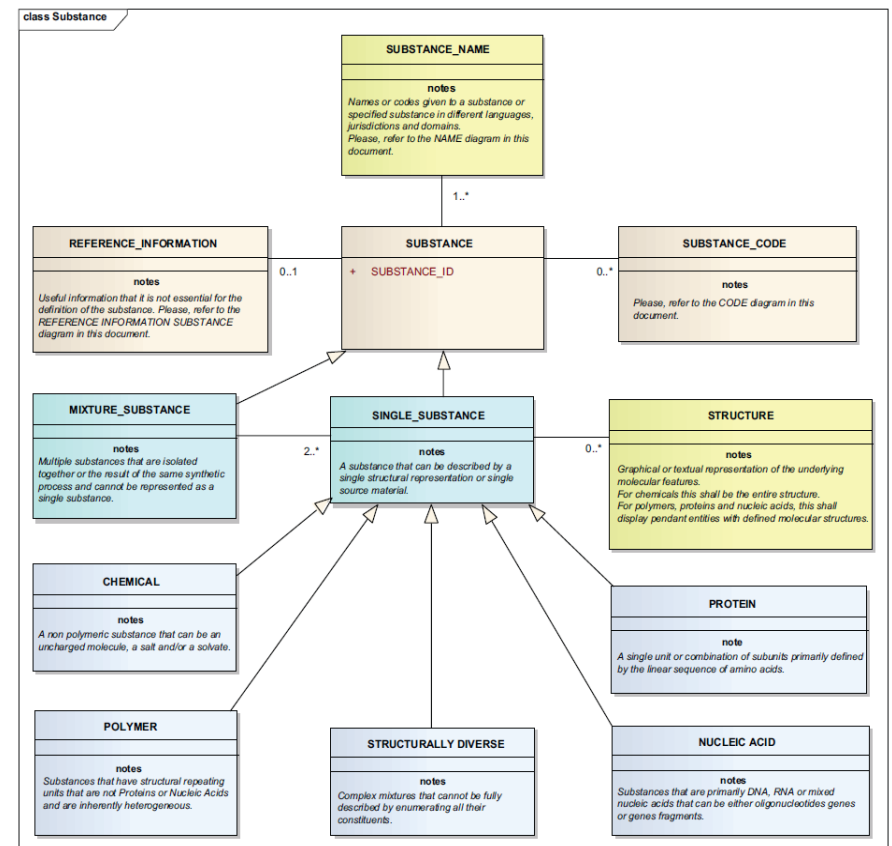 class Substance
SUBSTANCE_NAME
notes
Names or codes given to a substance or
specified substance in different languages,
jurisdictions and domains.
Please, refer to the NAME diagram in this
document.
1..*
REFERENCE_INFORMATION
notes
Useful information that it is not essential for the
definition of the substance. Please, refer to the
REFERENCE INFORMATION SUBSTANCE
diagram in this document.
0..1
SUBSTANCE
+ SUBSTANCE_ID
0..*
SUBSTANCE_CODE
notes
Please, refer to the CODE diagram in this
document.
MIXTURE_SUBSTANCE
notes
Multiple substances that are isolated
together or the result of the same synthetic
process and cannot be represented as a
single substance.
2..*
SINGLE_SUBSTANCE
notes
A substance that can be described by a
single structural representation or single
source material.
0..*
STRUCTURE
notes
Graphical or textual representation of the underlying
molecular features.
For chemicals this shall be the entire structure.
For polymers, proteins and nucleic acids, this shall
display pendant entities with defined molecular structures.
CHEMICAL
notes
A non polymeric substance that can be an
uncharged molecule, a salt and/or a solvate.
PROTEIN
note
A single unit or combination of subunits primarily defined
by the linear sequence of amino acids.
POLYMER
notes
Substances that have structural repeating
units that are not Proteins or Nucleic Acids
and are inherently heterogeneous.
STRUCTURALLY DIVERSE
notes
Complex mixtures that cannot be fully
described by enumerating all their
constituents.
NUCLEIC ACID
notes
Substances that are primarily DNA, RNA or mixed
nucleic acids that can be either oligonucleotides genes
or genes fragments.